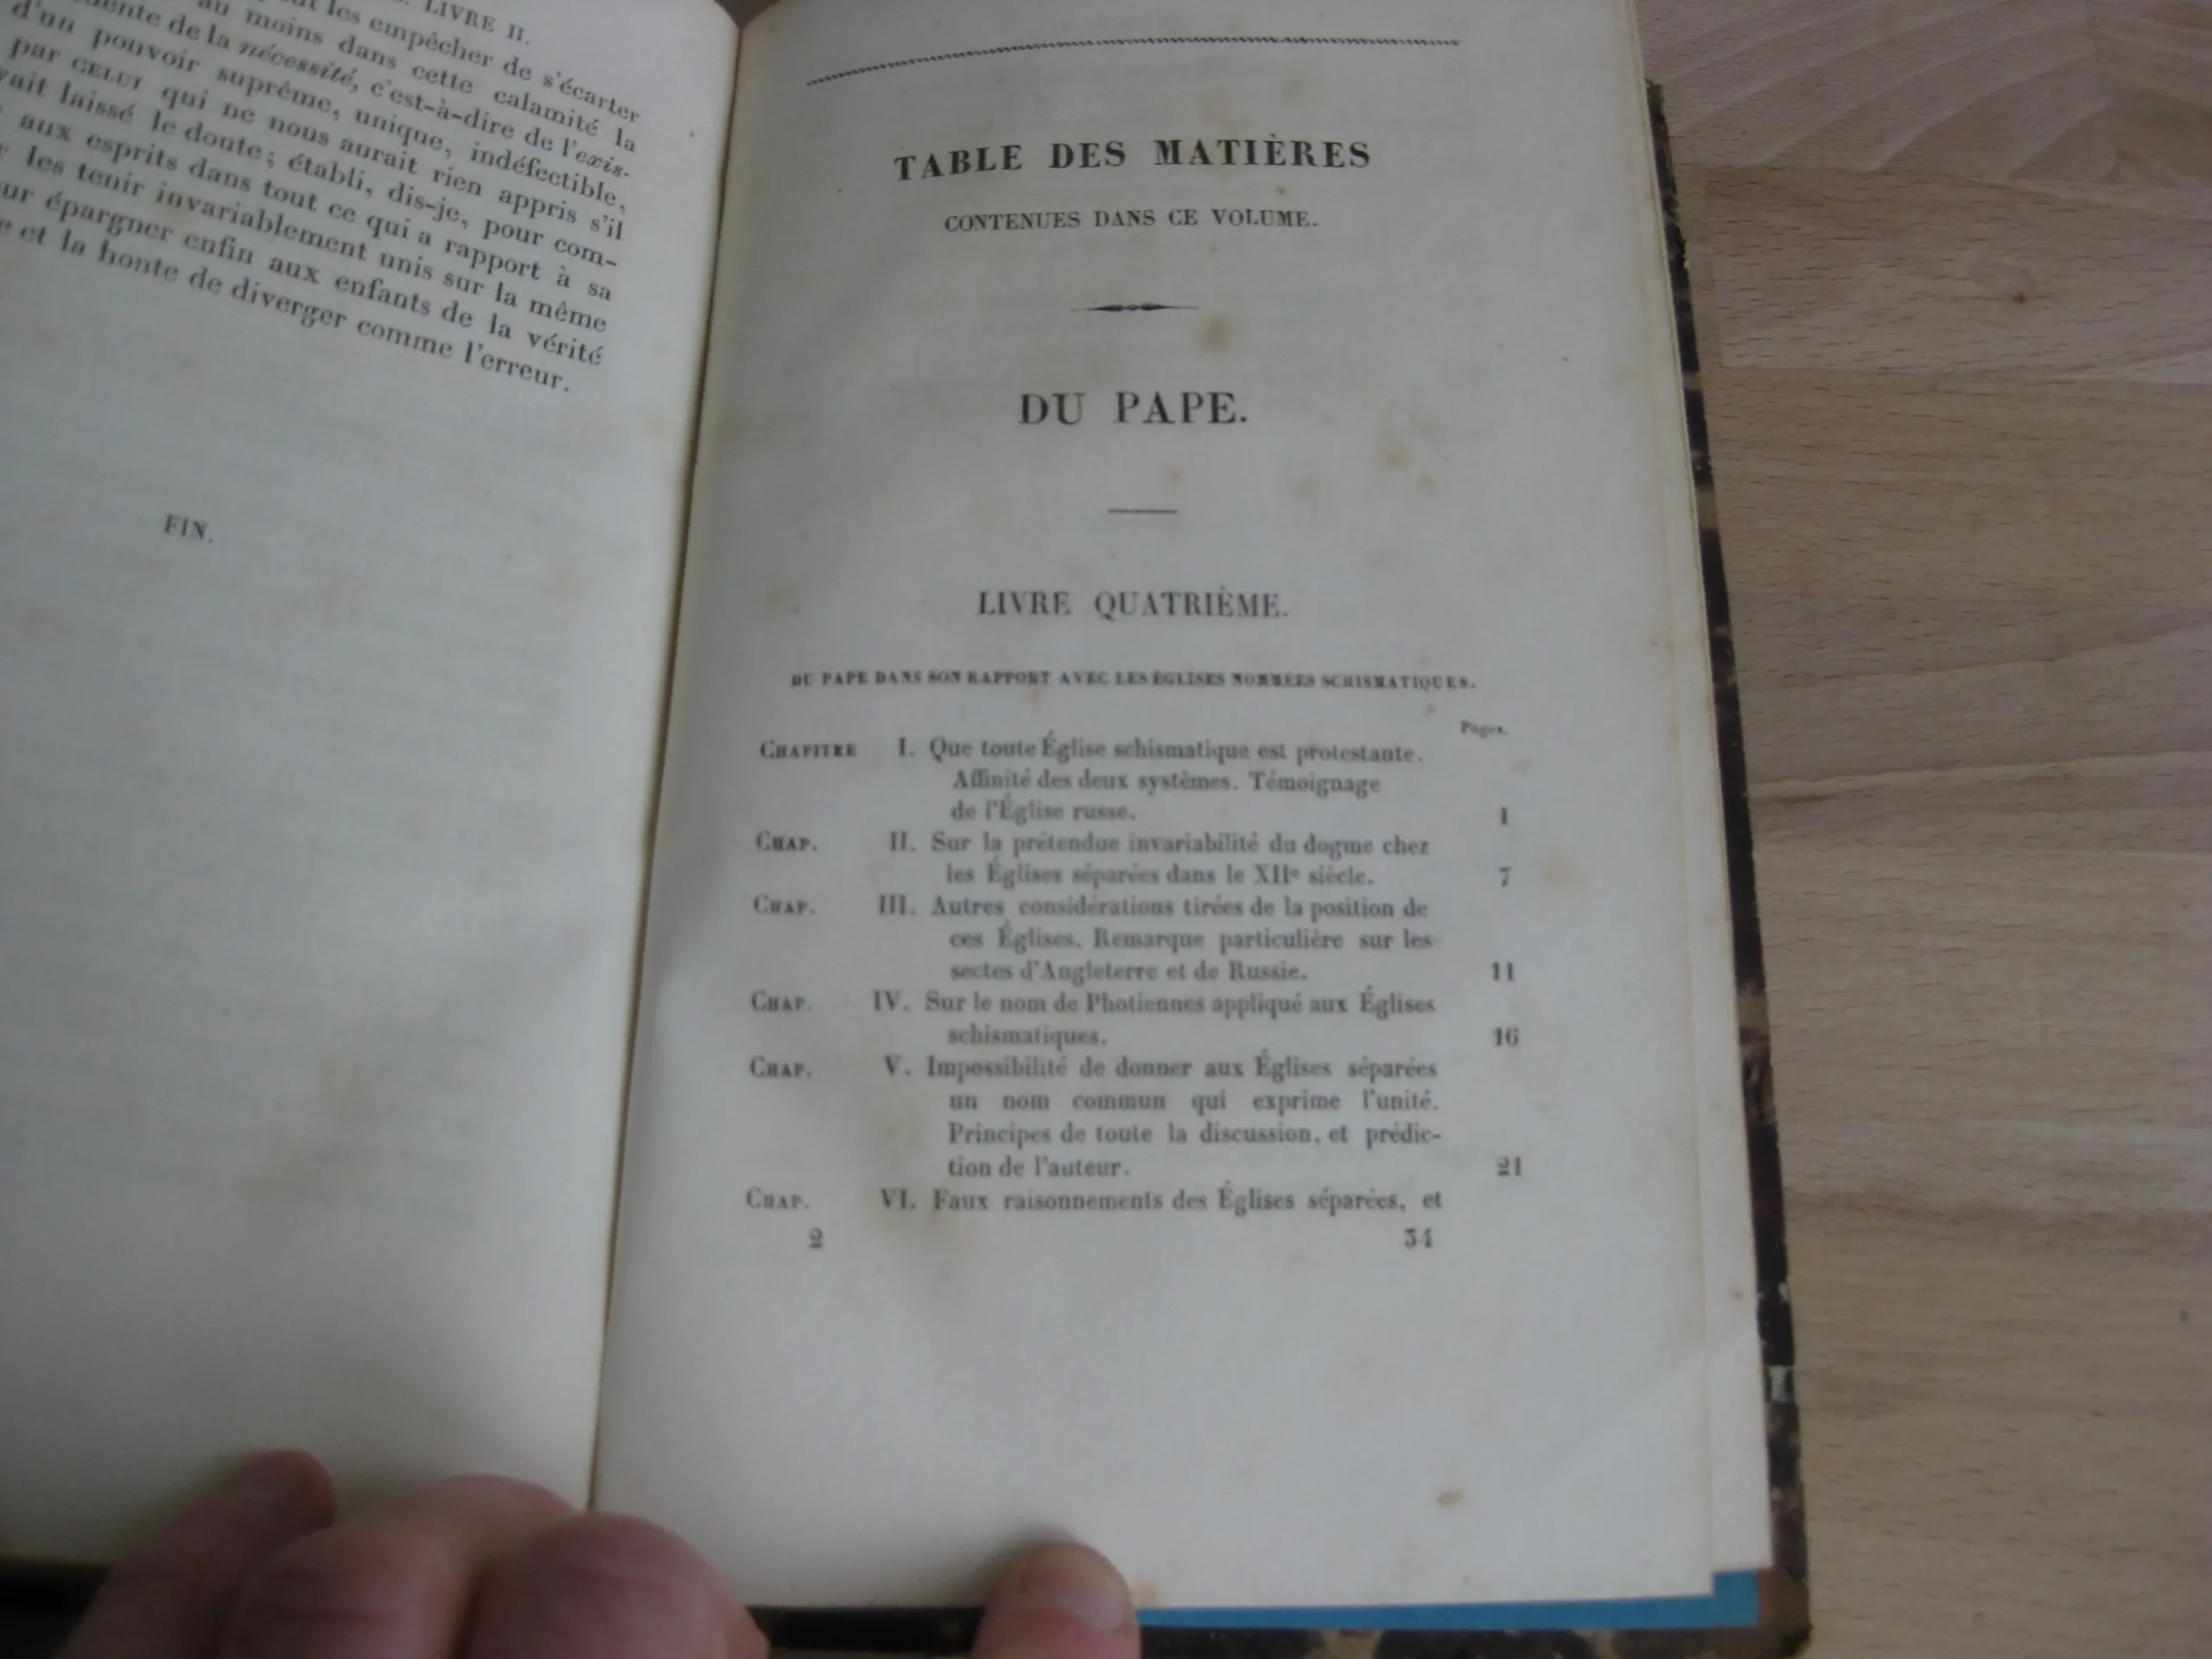 LIVRE II.
les empêcher de s'écarter
au moins dans cette calamité la
de la nécessité, c'est-à-dire de l'exis-
d'un pouvoir suprême, unique, indéfectible,
par CELUI qui ne nous aurait rien appris s'il
laissé le doute; établi, dis-je, pour com-
aux esprits dans tout ce qui a rapport à sa
les tenir invariablement unis sur la même
épargner enfin aux enfants de la vérité
et la honte de diverger comme l'erreur.
FIN.
TABLE DES MATIÈRES
CONTENUES DANS CE VOLUME.
DU PAPE.
LIVRE QUATRIÈME.
DU PAPE DANS SON RAPPORT AVEC LES ÉGLISES NOMMÉES SCHISMATIQUES.
Pages.
CHAPITRE I. Que toute Église schismatique est protestante.
Affinité des deux systèmes. Témoignage
de l'Église russe. 1
CHAP. II. Sur la prétendue invariabilité du dogme chez
les Églises séparées dans le XIIe siècle. 7
CHAP. III. Autres considérations tirées de la position de
ces Églises. Remarque particulière sur les
sectes d'Angleterre et de Russie. 11
CHAP. IV. Sur le nom de Photiennes appliqué aux Églises
schismatiques. 16
CHAP. V. Impossibilité de donner aux Églises séparées
un nom commun qui exprime l'unité.
Principes de toute la discussion, et prédic-
tion de l'auteur. 21
CHAP. VI. Faux raisonnements des Églises séparées, et
2 34